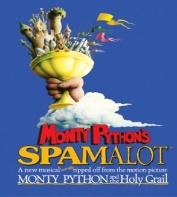 MONTY PYTHON'S
SPAMALOT
A new musical ripped off from the motion picture
MONTY PYTHON and the Holy Grail